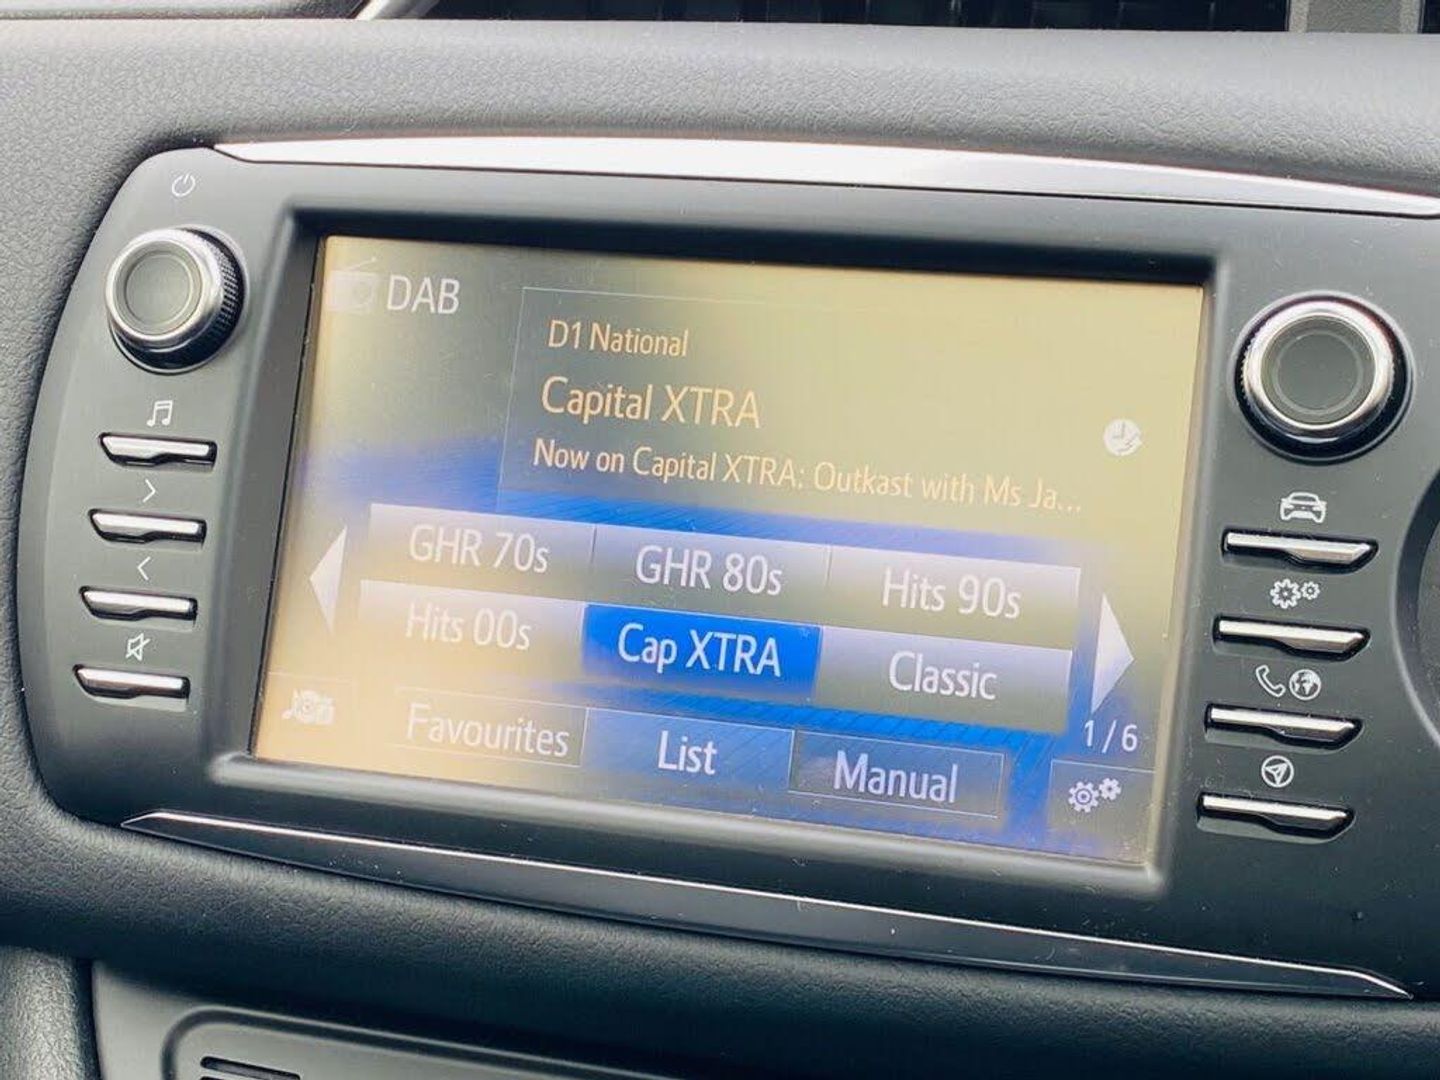 DAB
D1 National
Capital XTRA
Now on Capital XTRA: Outkast with Ms Ja...
GHR 70s GHR 80s Hits 90s
Hits 00s Cap XTRA Classic
1 / 6
Favourites List Manual